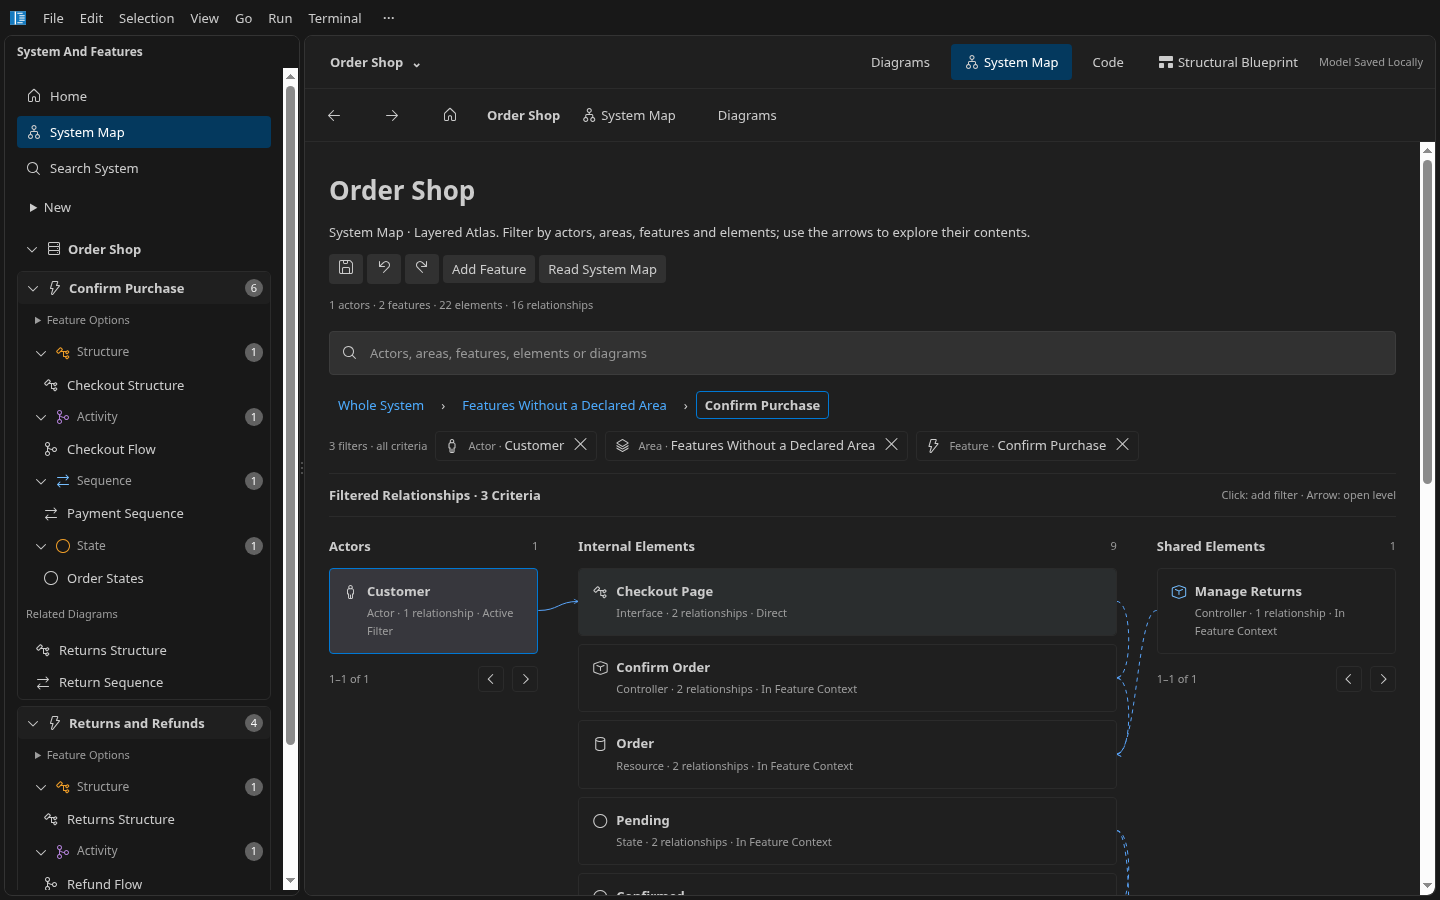 File Edit Selection View Go Run Terminal ···
System And Features
Home
System Map
Search System
New
Order Shop
Confirm Purchase 6
Feature Options
Structure 1
Checkout Structure
Activity 1
Checkout Flow
Sequence 1
Payment Sequence
State 1
Order States
Related Diagrams
Returns Structure
Return Sequence
Returns and Refunds 4
Feature Options
Structure 1
Returns Structure
Activity 1
Refund Flow
Order Shop Diagrams System Map Code Structural Blueprint Model Saved Locally
Order Shop System Map Diagrams
Order Shop
System Map · Layered Atlas. Filter by actors, areas, features and elements; use the arrows to explore their contents.
Add Feature Read System Map
1 actors · 2 features · 22 elements · 16 relationships
Actors, areas, features, elements or diagrams
Whole System › Features Without a Declared Area › Confirm Purchase
3 filters · all criteria Actor · Customer Area · Features Without a Declared Area Feature · Confirm Purchase
Filtered Relationships · 3 Criteria Click: add filter · Arrow: open level
Actors 1
Customer
Actor · 1 relationship · Active
Filter
1–1 of 1
Internal Elements 9
Checkout Page
Interface · 2 relationships · Direct
Confirm Order
Controller · 2 relationships · In Feature Context
Order
Resource · 2 relationships · In Feature Context
Pending
State · 2 relationships · In Feature Context
Confirmed
Shared Elements 1
Manage Returns
Controller · 1 relationship · In
Feature Context
1–1 of 1